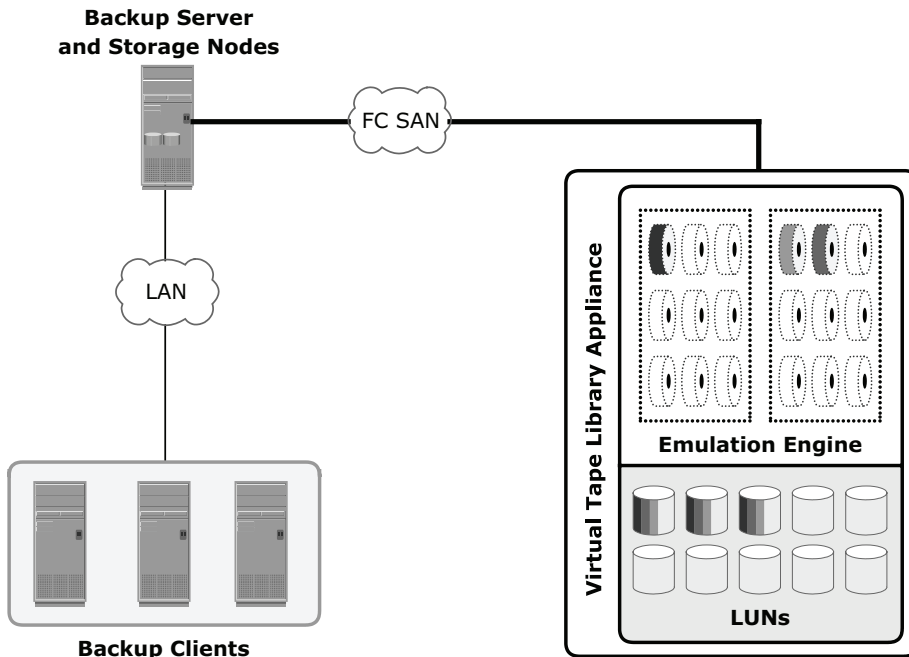 Backup Server
and Storage Nodes
FC SAN
LAN
Virtual Tape Library Appliance
Emulation Engine
LUNs
Backup Clients